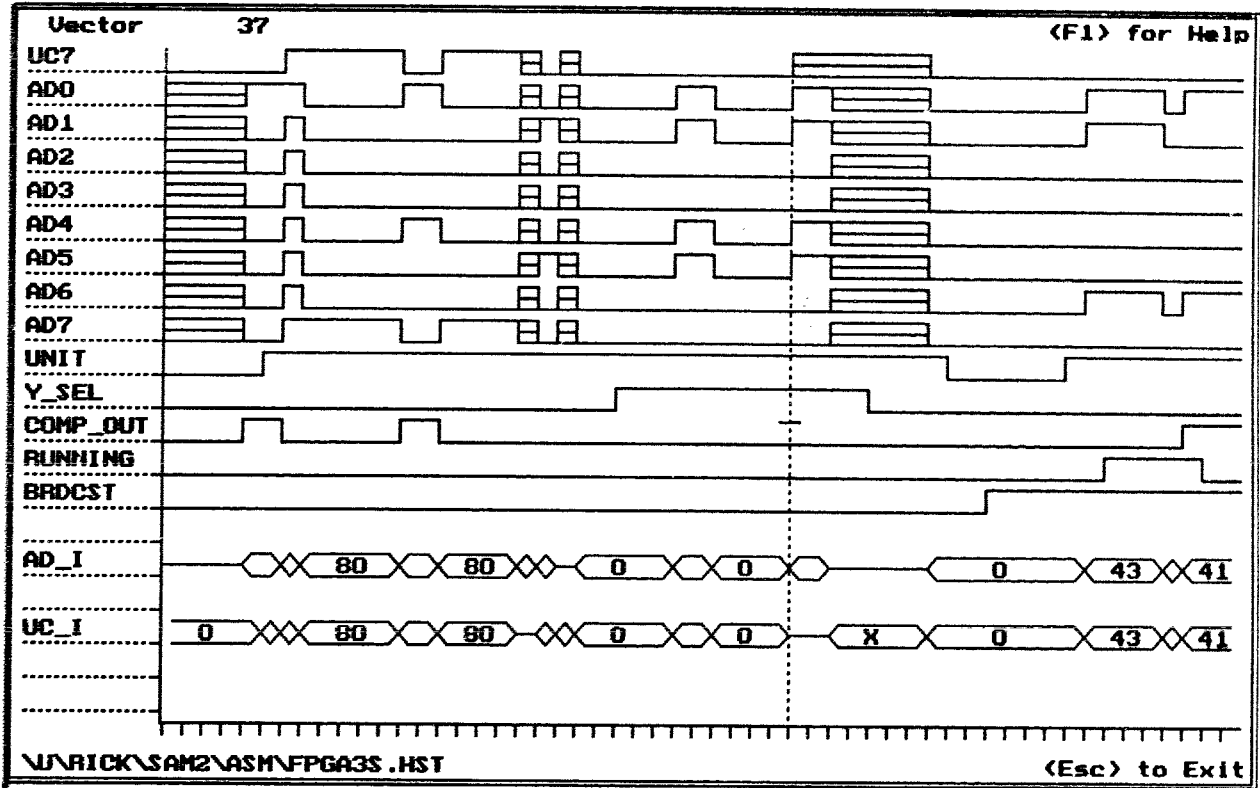 Vector 37 <F1> for Help
UC7
AD0
AD1
AD2
AD3
AD4
AD5
AD6
AD7
UNIT
Y_SEL
COMP_OUT
RUNNING
BRDCST
AD_I 80 80 0 0 0 43 41
UC_I 0 80 80 0 0 X 0 43 41
\U\RICK\SAM2\ASM\FPGA3S.HST <Esc> to Exit